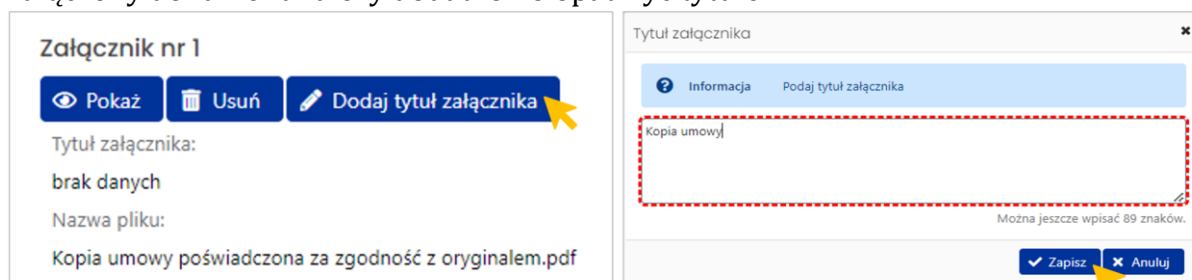 Załącznik nr 1
Pokaż
Usuń
Dodaj tytuł załącznika
Tytuł załącznika:
brak danych
Nazwa pliku:
Kopia umowy poświadczona za zgodność z oryginalem.pdf
Tytuł załącznika
Informacja Podaj tytuł załącznika
Kopia umowy
Można jeszcze wpisać 89 znaków.
Zapisz
Anuluj